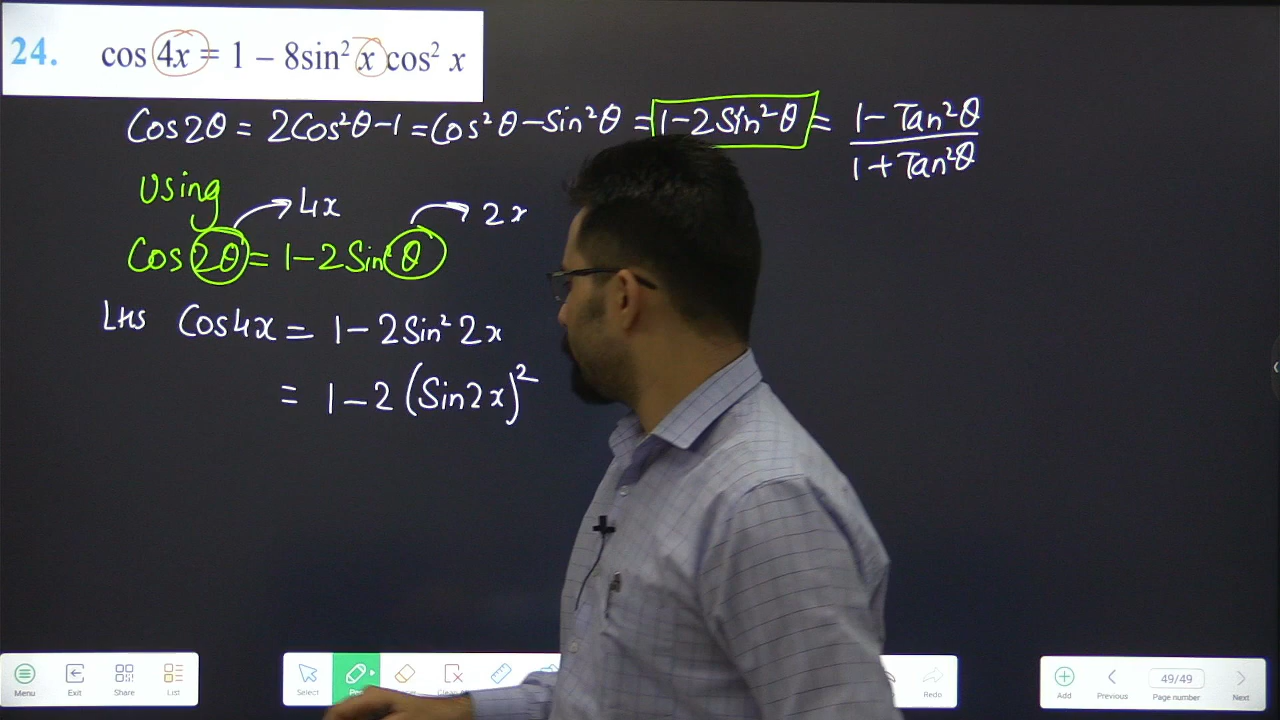 24. cos 4x = 1 – 8sin² x cos² x
Cos2θ = 2Cos²θ-1 = Cos²θ-Sin²θ = 1-2Sin²θ = 1-Tan²θ / 1+Tan²θ
Using
4x
2x
Cos2θ = 1-2Sin²θ
LHS Cos4x = 1-2Sin²2x
= 1-2(Sin2x)²
Menu Exit Share List Select Redo Add Previous 49/49 Page number Next